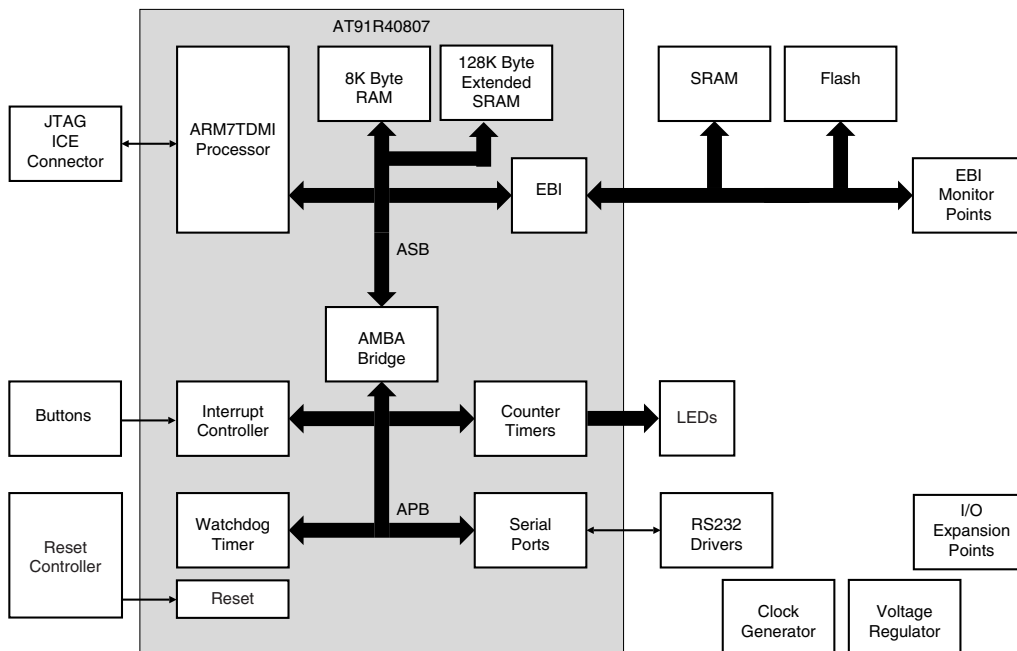 AT91R40807
8K Byte
RAM
128K Byte
Extended
SRAM
SRAM
Flash
JTAG
ICE
Connector
ARM7TDMI
Processor
EBI
EBI
Monitor
Points
ASB
AMBA
Bridge
Buttons
Interrupt
Controller
Counter
Timers
LEDs
APB
Reset
Controller
Watchdog
Timer
Serial
Ports
RS232
Drivers
I/O
Expansion
Points
Reset
Clock
Generator
Voltage
Regulator